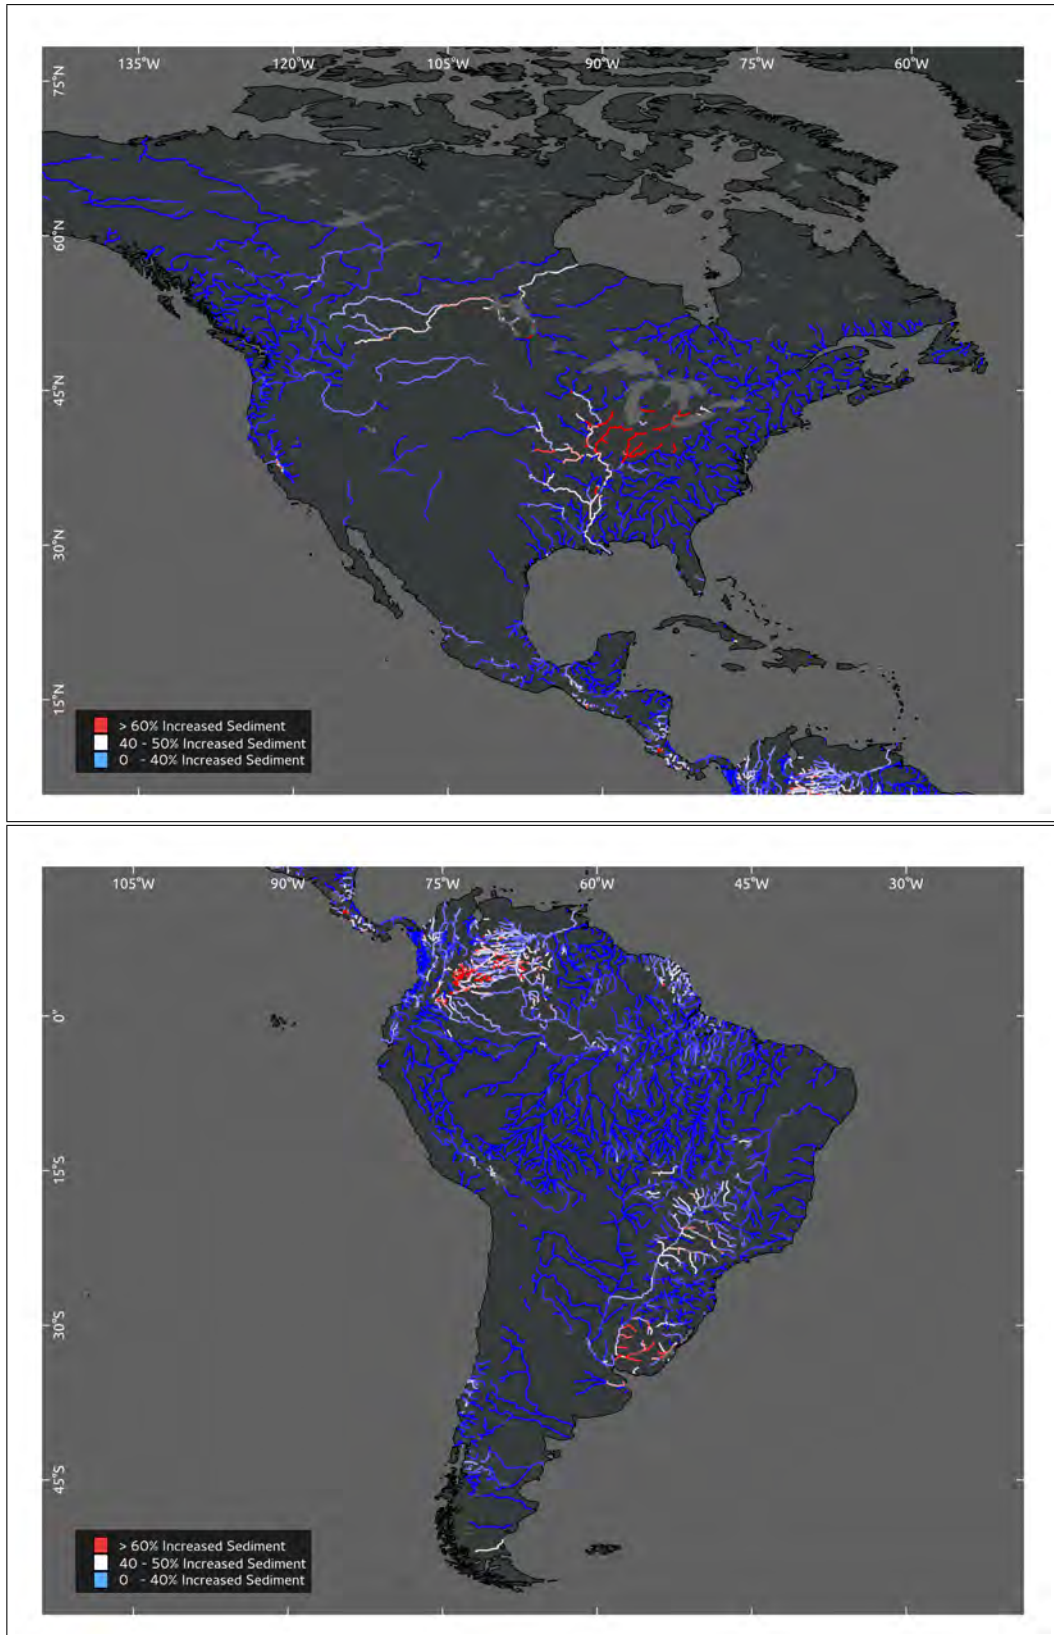 135°W 120°W 105°W 90°W 75°W 60°W
75°N
60°N
45°N
30°N
15°N
> 60% Increased Sediment
40 - 50% Increased Sediment
0 - 40% Increased Sediment
105°W 90°W 75°W 60°W 45°W 30°W
0°
15°S
30°S
45°S
> 60% Increased Sediment
40 - 50% Increased Sediment
0 - 40% Increased Sediment